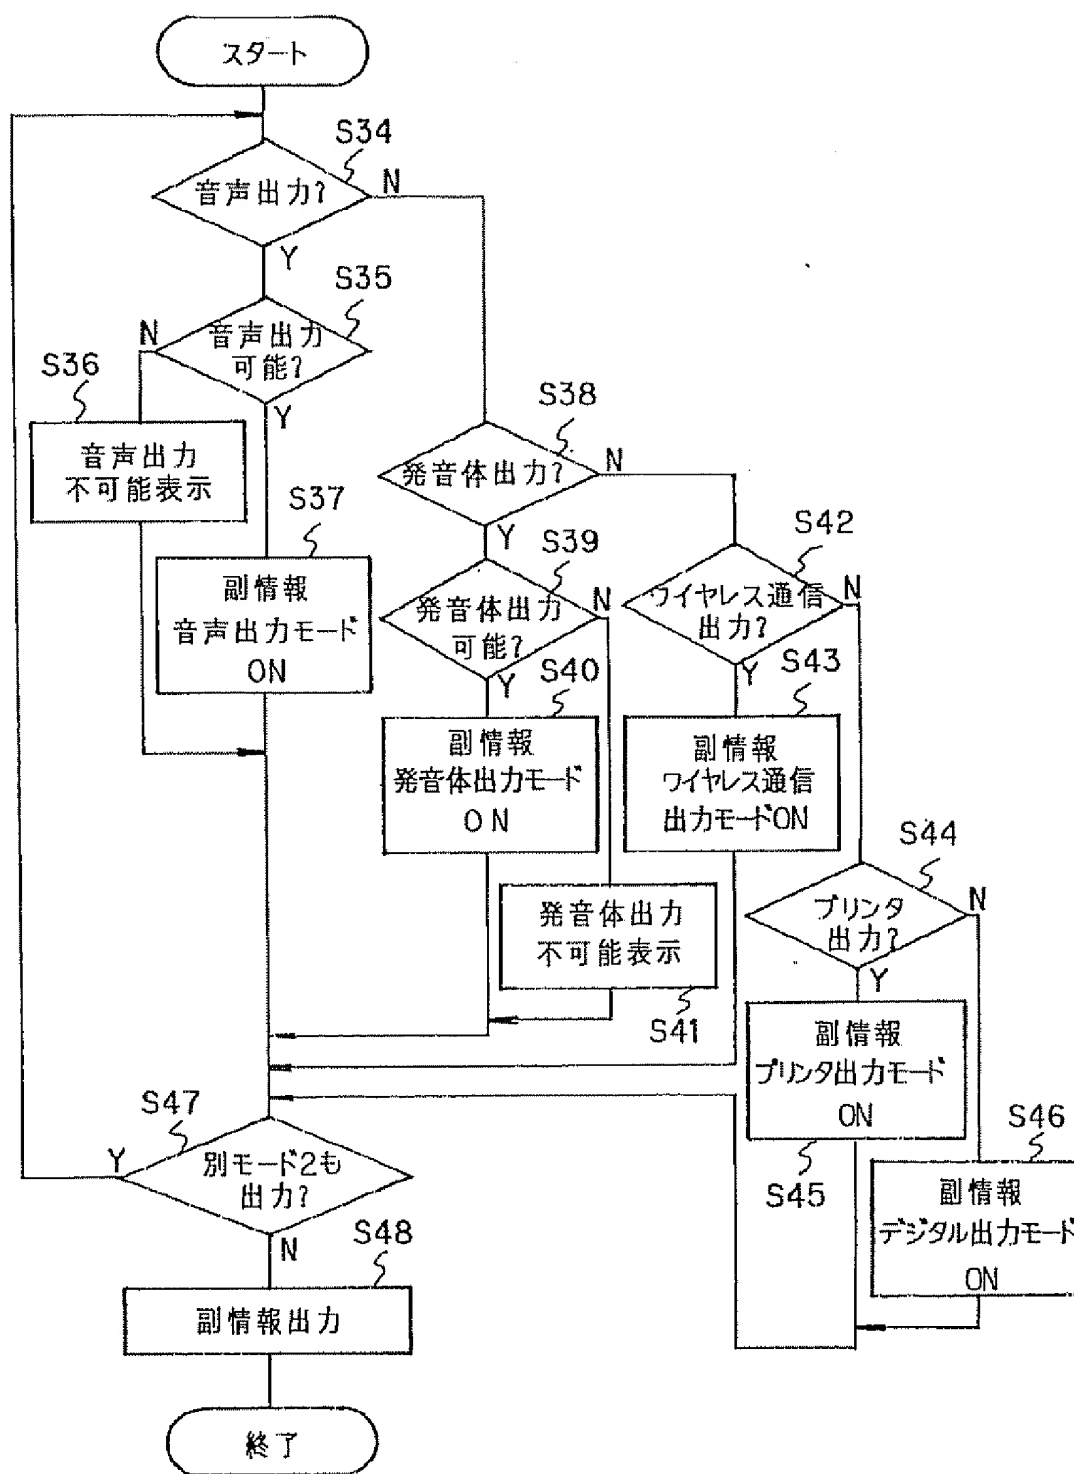 スタート
S34
音声出力?
N
Y
S35
音声出力
可能?
N
Y
S36
音声出力
不可能表示
S37
副情報
音声出力モード
ON
S38
発音体出力?
N
Y
S39
発音体出力
可能?
N
Y
S40
副情報
発音体出力モード
ON
発音体出力
不可能表示
S41
S42
ワイヤレス通信
出力?
N
Y
S43
副情報
ワイヤレス通信
出力モードON
S44
プリンタ
出力?
N
Y
副情報
プリンタ出力モード
ON
S45
S46
副情報
デジタル出力モード
ON
S47
別モード2も
出力?
Y
N
S48
副情報出力
終了